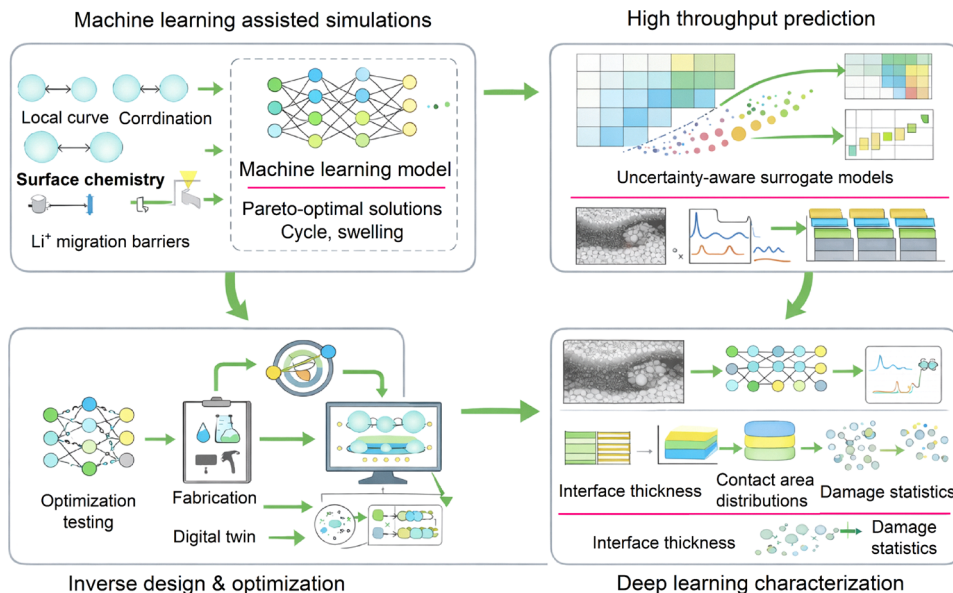 Machine learning assisted simulations
High throughput prediction
Local curve
Corrdination
Surface chemistry
Li⁺ migration barriers
Machine learning model
Pareto-optimal solutions
Cycle, swelling
Uncertainty-aware surrogate models
Optimization
testing
Fabrication
Digital twin
Interface thickness
Contact area
distributions
Damage statistics
Interface thickness
Damage
statistics
Inverse design & optimization
Deep learning characterization